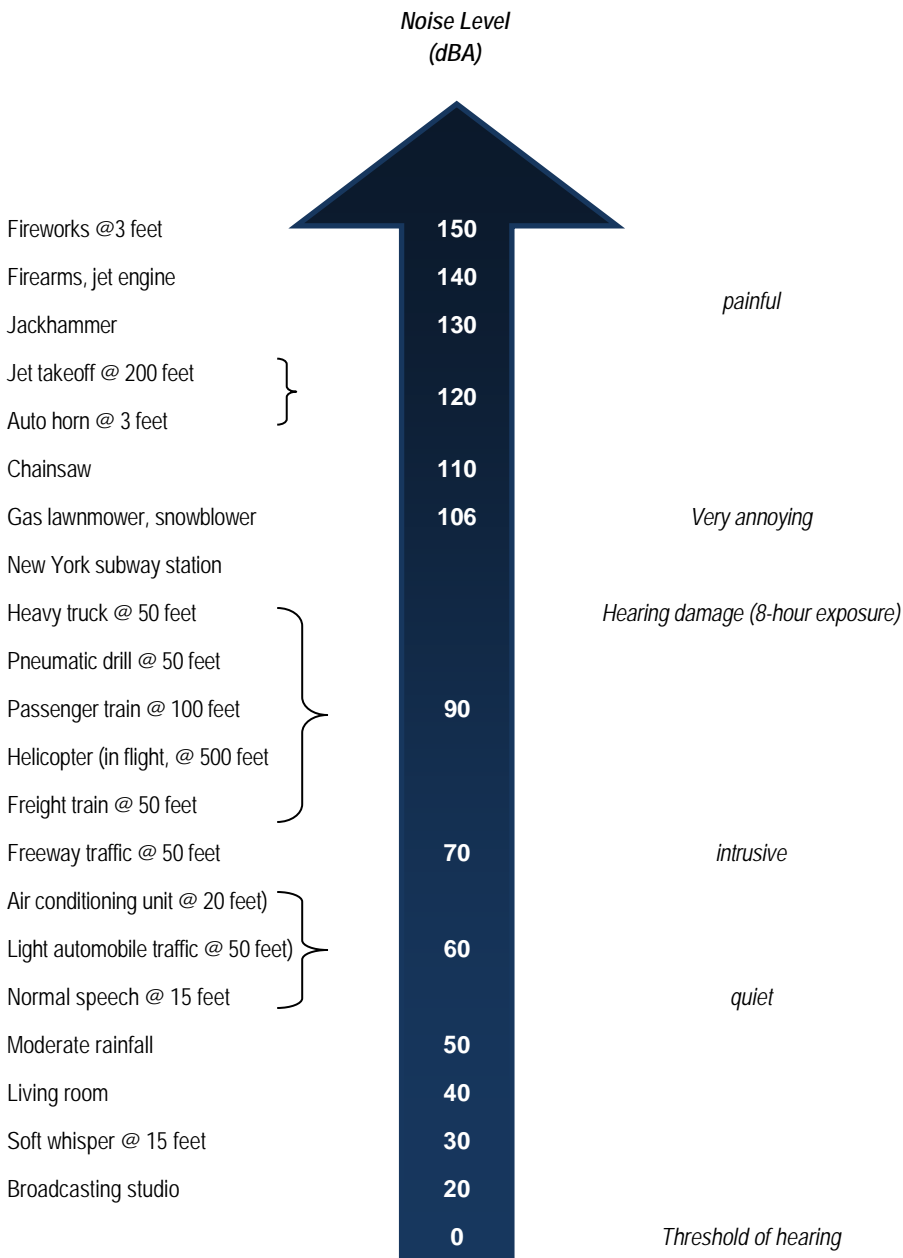 Noise Level
(dBA)
Fireworks @3 feet 150
Firearms, jet engine 140
painful
Jackhammer 130
Jet takeoff @ 200 feet
120
Auto horn @ 3 feet
Chainsaw 110
Gas lawnmower, snowblower 106 Very annoying
New York subway station
Heavy truck @ 50 feet Hearing damage (8-hour exposure)
Pneumatic drill @ 50 feet
Passenger train @ 100 feet 90
Helicopter (in flight, @ 500 feet
Freight train @ 50 feet
Freeway traffic @ 50 feet 70 intrusive
Air conditioning unit @ 20 feet)
Light automobile traffic @ 50 feet) 60
Normal speech @ 15 feet quiet
Moderate rainfall 50
Living room 40
Soft whisper @ 15 feet 30
Broadcasting studio 20
0 Threshold of hearing